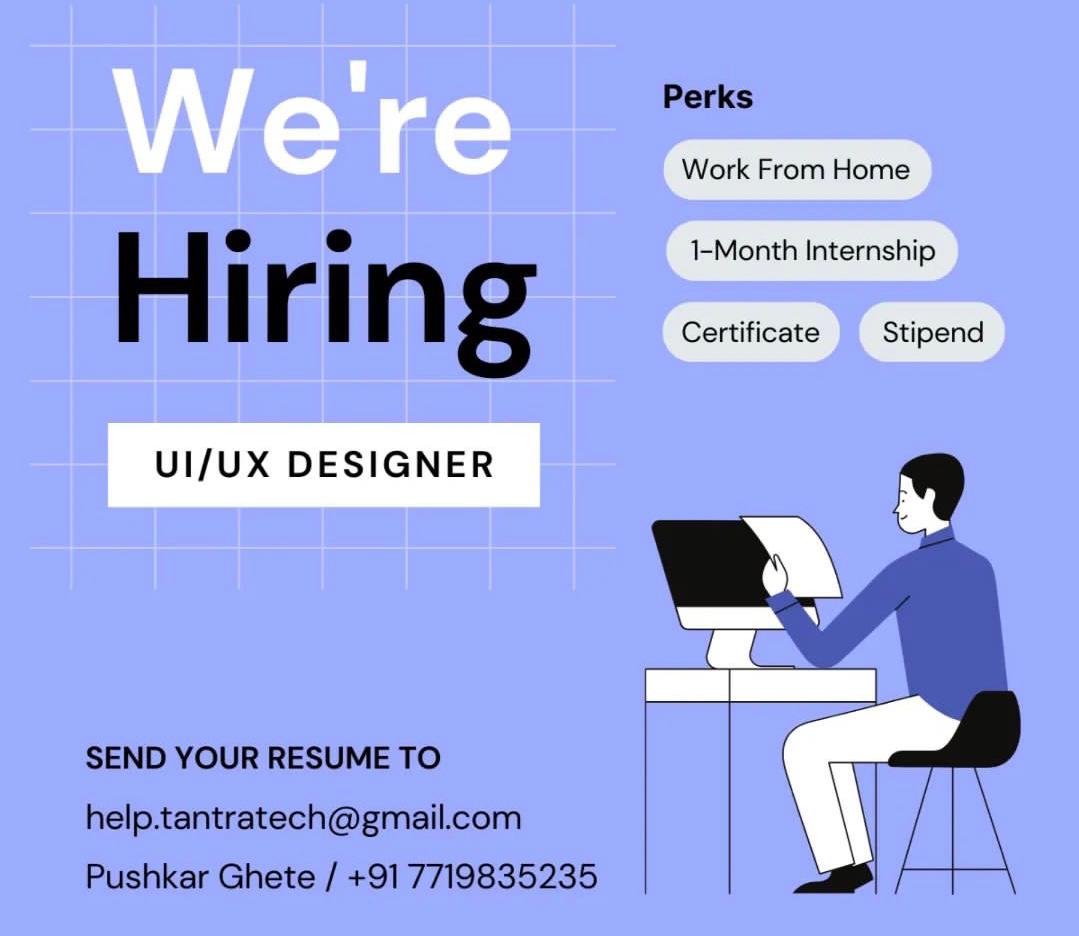 We're
Hiring
UI/UX DESIGNER
Perks
Work From Home
1-Month Internship
Certificate
Stipend
SEND YOUR RESUME TO
help.tantratech@gmail.com
Pushkar Ghete / +91 7719835235